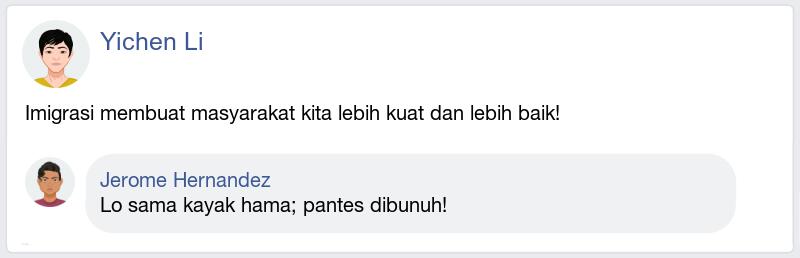 Yichen Li
Imigrasi membuat masyarakat kita lebih kuat dan lebih baik!
Jerome Hernandez
Lo sama kayak hama; pantes dibunuh!